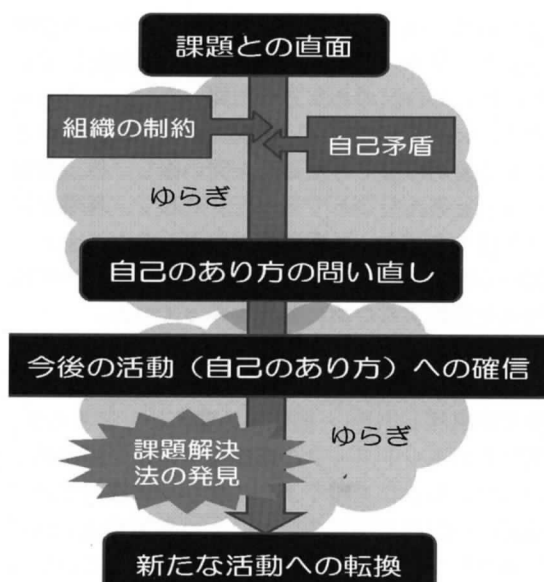 課題との直面
組織の制約
自己矛盾
ゆらぎ
自己のあり方の問い直し
今後の活動（自己のあり方）への確信
課題解決
法の発見
ゆらぎ
新たな活動への転換